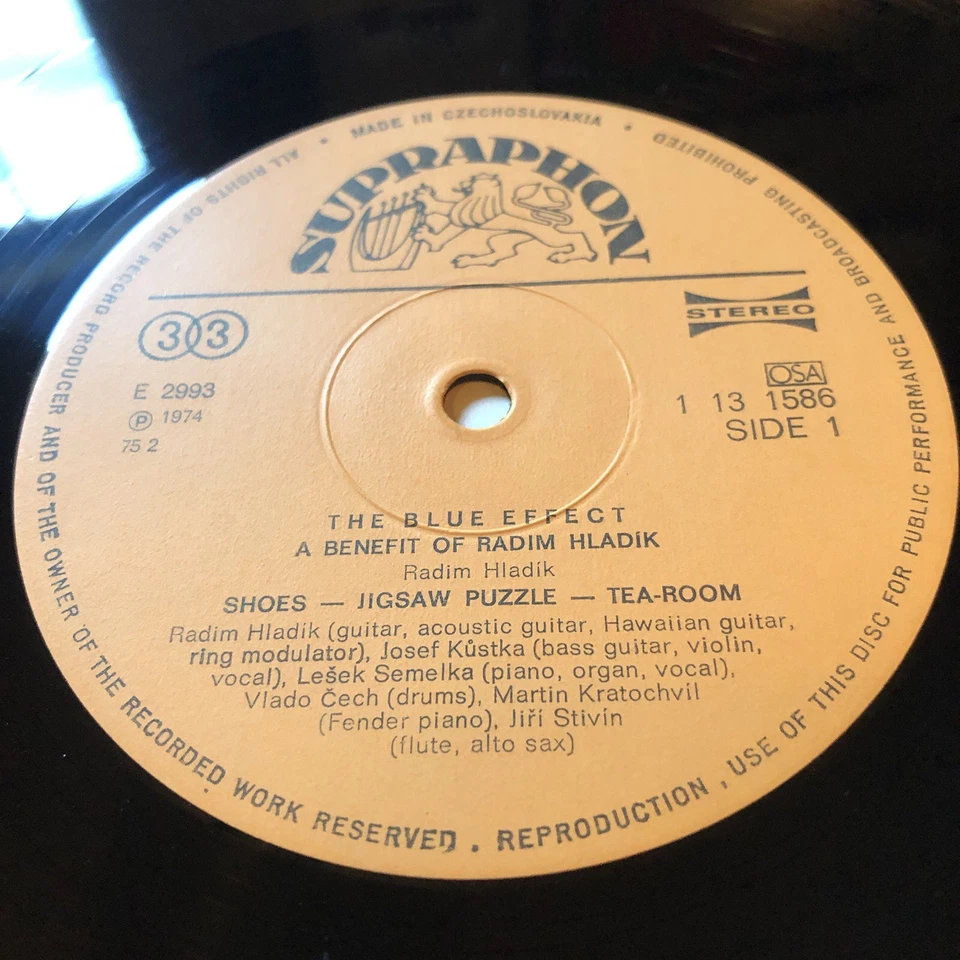 MADE IN CZECHOSLOVAKIA
SUPRAPHON
33
STEREO
E 2993
Ⓟ 1974
75 2
OSA
1 13 1586
SIDE 1
THE BLUE EFFECT
A BENEFIT OF RADIM HLADÍK
Radim Hladík
SHOES — JIGSAW PUZZLE — TEA-ROOM
Radim Hladík (guitar, acoustic guitar, Hawaiian guitar,
ring modulator), Josef Kůstka (bass guitar, violin,
vocal), Lešek Semelka (piano, organ, vocal),
Vlado Čech (drums), Martin Kratochvíl
(Fender piano), Jiří Stivín
(flute, alto sax)
ALL RIGHTS OF THE RECORD PRODUCER AND OF THE OWNER OF THE RECORDED WORK RESERVED . REPRODUCTION , USE OF THIS DISC FOR PUBLIC PERFORMANCE AND BROADCASTING PROHIBITED